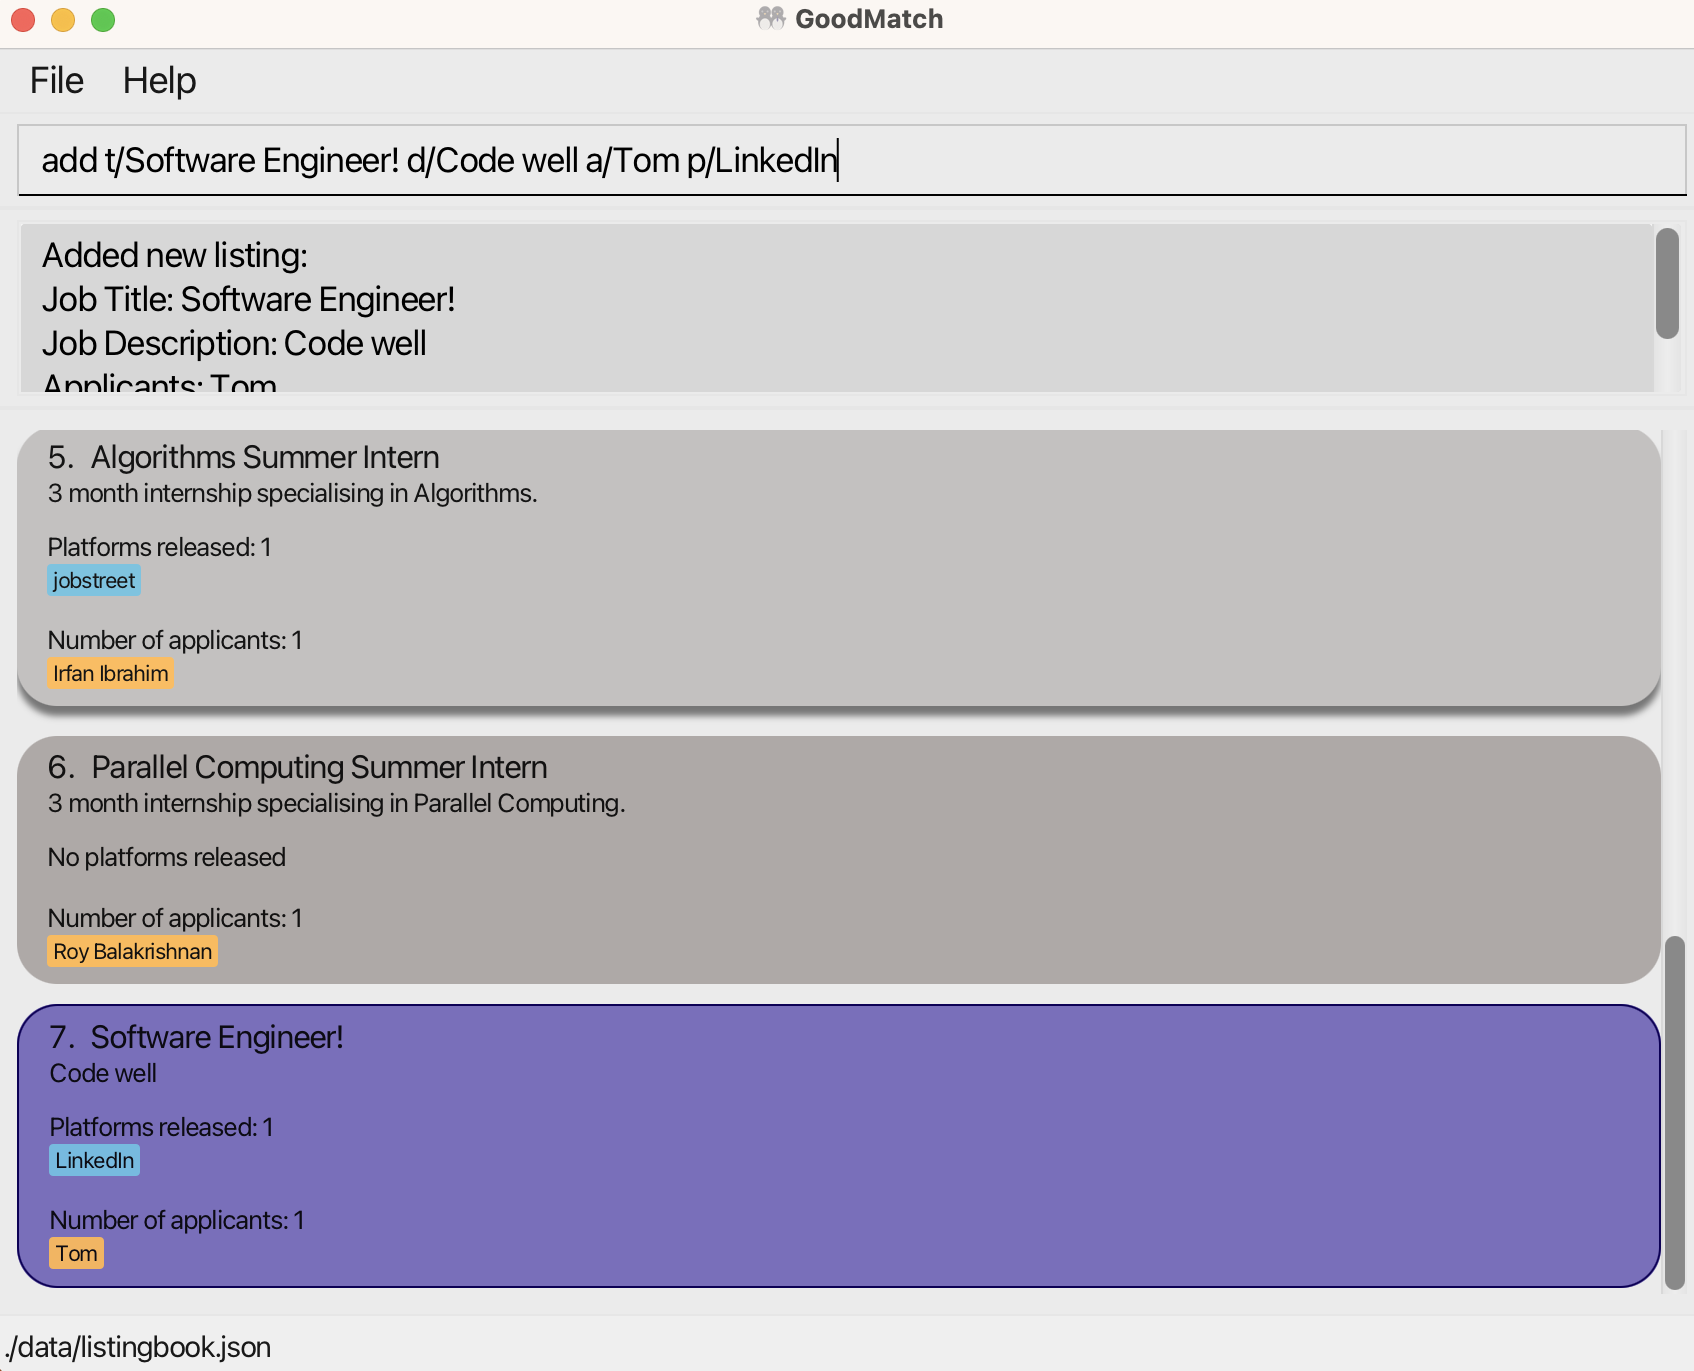 GoodMatch
File Help
add t/Software Engineer! d/Code well a/Tom p/LinkedIn
Added new listing:
Job Title: Software Engineer!
Job Description: Code well
Applicants: Tom
5. Algorithms Summer Intern
3 month internship specialising in Algorithms.
Platforms released: 1
jobstreet
Number of applicants: 1
Irfan Ibrahim
6. Parallel Computing Summer Intern
3 month internship specialising in Parallel Computing.
No platforms released
Number of applicants: 1
Roy Balakrishnan
7. Software Engineer!
Code well
Platforms released: 1
LinkedIn
Number of applicants: 1
Tom
./data/listingbook.json